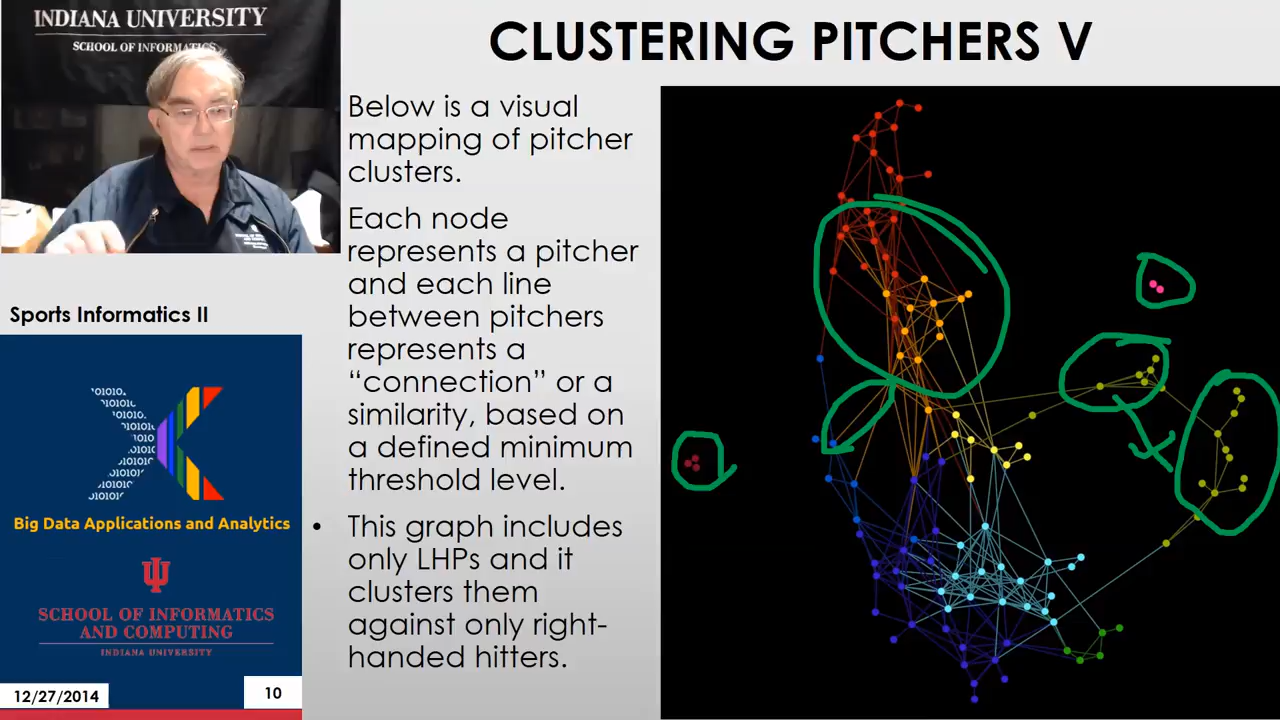 INDIANA UNIVERSITY
SCHOOL OF INFORMATICS
CLUSTERING PITCHERS V
Below is a visual
mapping of pitcher
clusters.
Each node
represents a pitcher
and each line
between pitchers
represents a
“connection” or a
similarity, based on
a defined minimum
threshold level.
• This graph includes
only LHPs and it
clusters them
against only right-
handed hitters.
Sports Informatics II
Big Data Applications and Analytics
SCHOOL OF INFORMATICS
AND COMPUTING
INDIANA UNIVERSITY
12/27/2014
10